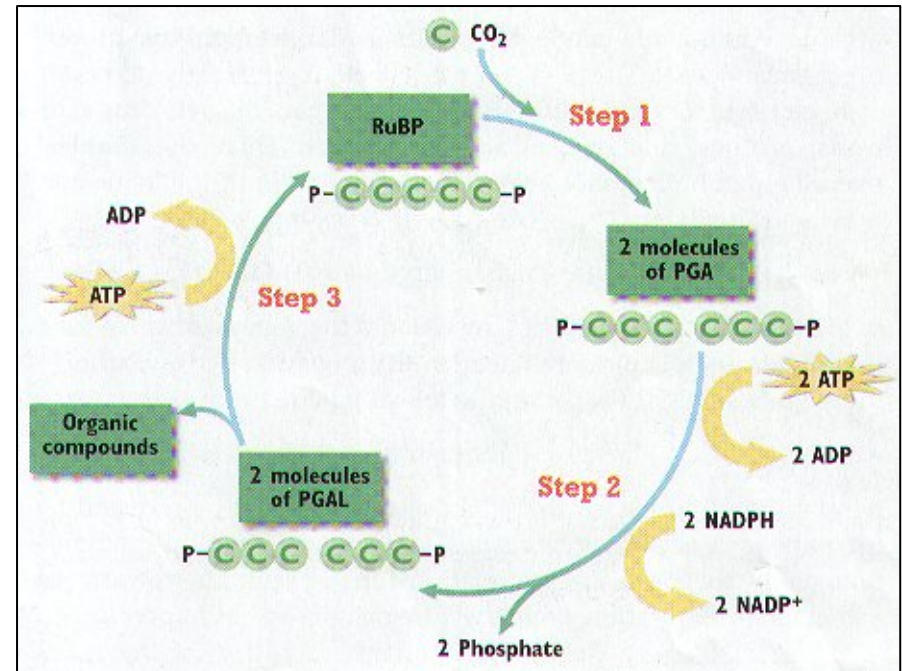 C CO₂
Step 1
RuBP
P-CCCCC-P
2 molecules
of PGA
P-CCC CCC-P
2 ATP
2 ADP
Step 2
2 NADPH
2 NADP⁺
2 Phosphate
2 molecules
of PGAL
P-CCC CCC-P
Organic
compounds
Step 3
ATP
ADP